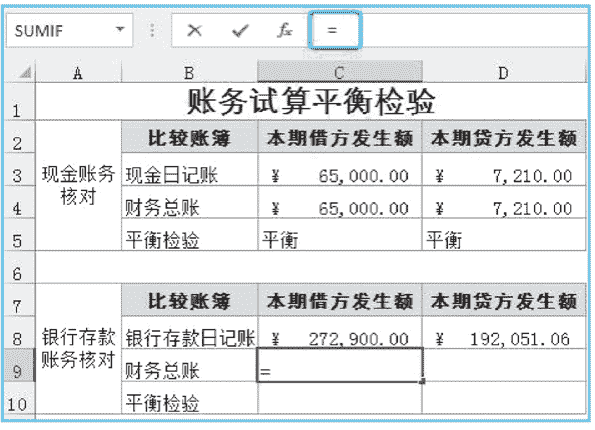 SUMIF fx =
A B C D
1 账务试算平衡检验
2 比较账簿 本期借方发生额 本期贷方发生额
3 现金账务 现金日记账 ¥ 65,000.00 ¥ 7,210.00
核对
4 财务总账 ¥ 65,000.00 ¥ 7,210.00
5 平衡检验 平衡 平衡
6
7 比较账簿 本期借方发生额 本期贷方发生额
8 银行存款 银行存款日记账 ¥ 272,900.00 ¥ 192,051.06
账务核对
9 财务总账 =
10 平衡检验